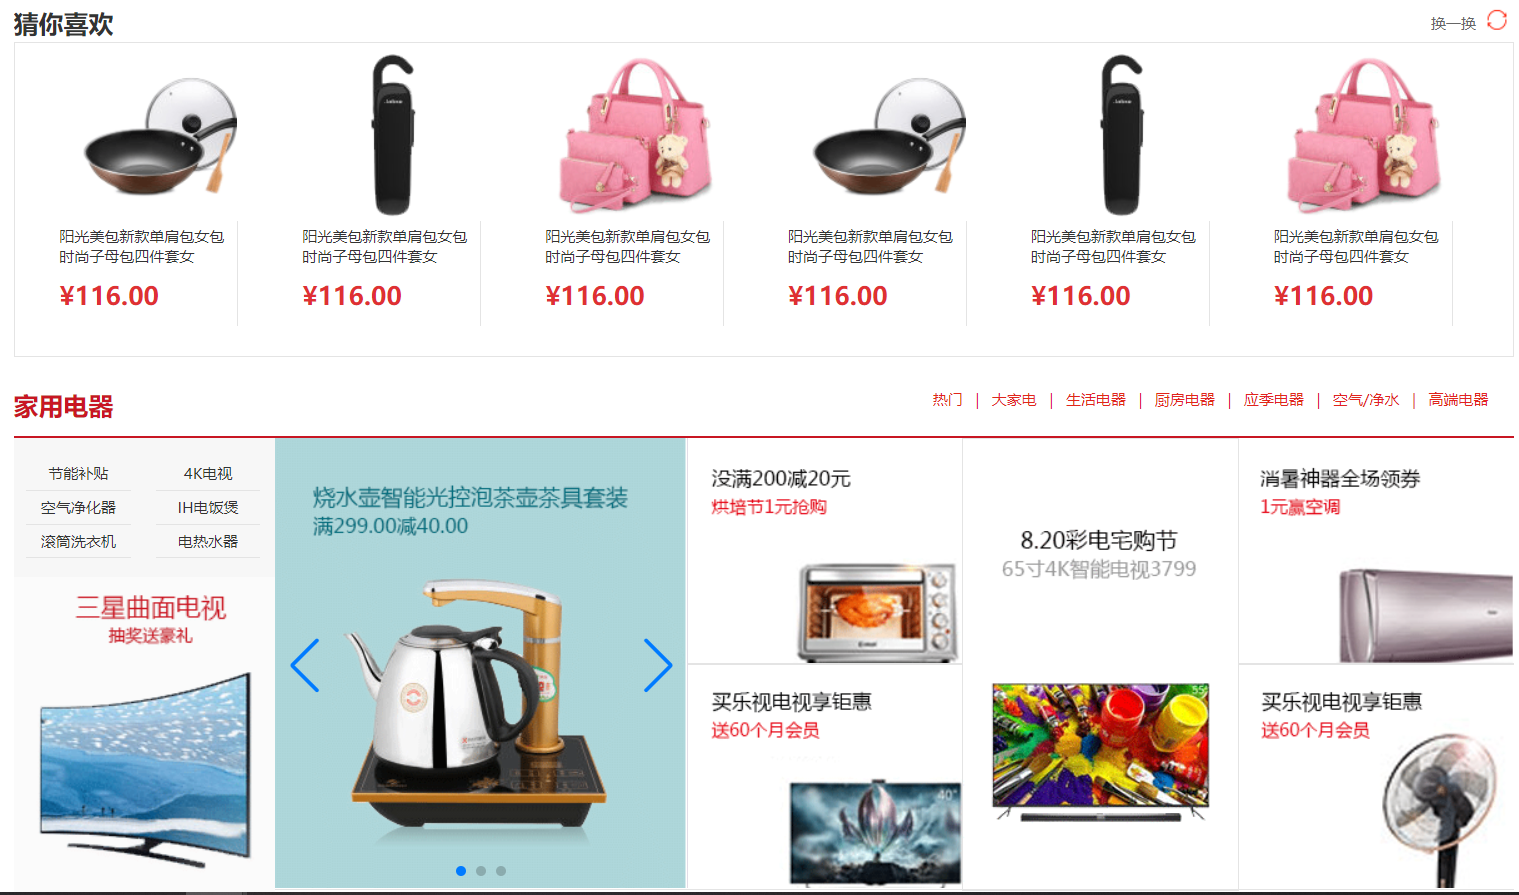 猜你喜欢
换一换
阳光美包新款单肩包女包
时尚子母包四件套女
¥116.00
阳光美包新款单肩包女包
时尚子母包四件套女
¥116.00
阳光美包新款单肩包女包
时尚子母包四件套女
¥116.00
阳光美包新款单肩包女包
时尚子母包四件套女
¥116.00
阳光美包新款单肩包女包
时尚子母包四件套女
¥116.00
阳光美包新款单肩包女包
时尚子母包四件套女
¥116.00
家用电器
热门 | 大家电 | 生活电器 | 厨房电器 | 应季电器 | 空气/净水 | 高端电器
节能补贴 4K电视
空气净化器 IH电饭煲
滚筒洗衣机 电热水器
三星曲面电视
抽奖送豪礼
烧水壶智能光控泡茶壶茶具套装
满299.00减40.00
没满200减20元
烘培节1元抢购
买乐视电视享钜惠
送60个月会员
40"
8.20彩电宅购节
65寸4K智能电视3799
55"
消暑神器全场领券
1元赢空调
买乐视电视享钜惠
送60个月会员